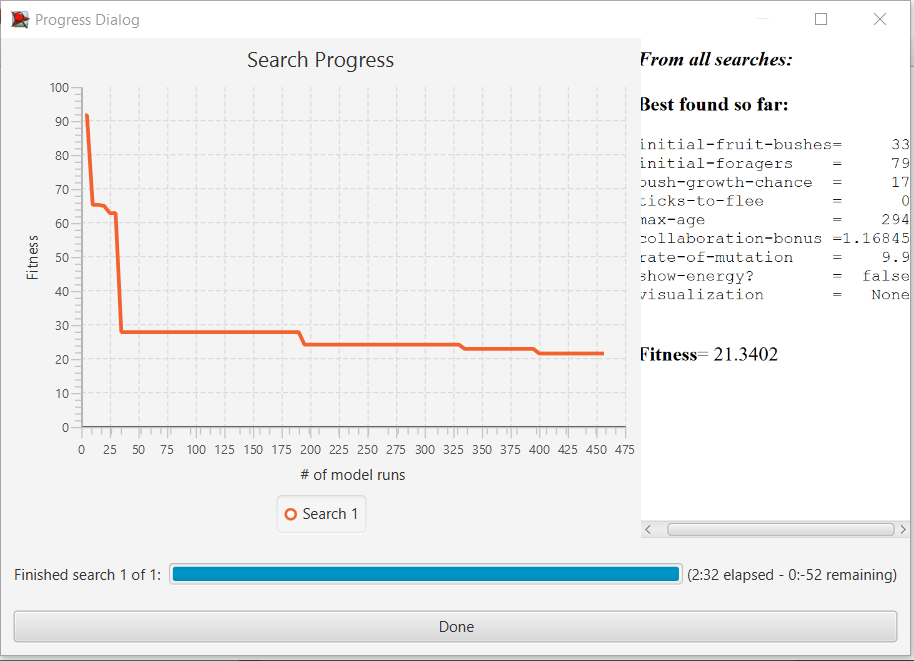 Progress Dialog
Search Progress
Fitness
100
90
80
70
60
50
40
30
20
10
0
0 25 50 75 100 125 150 175 200 225 250 275 300 325 350 375 400 425 450 475
# of model runs
Search 1
From all searches:
Best found so far:
initial-fruit-bushes= 33
initial-foragers = 79
bush-growth-chance = 17
ticks-to-flee = 0
max-age = 294
collaboration-bonus =1.16845
rate-of-mutation = 9.9
show-energy? = false
visualization = None
Fitness= 21.3402
Finished search 1 of 1: (2:32 elapsed - 0:-52 remaining)
Done